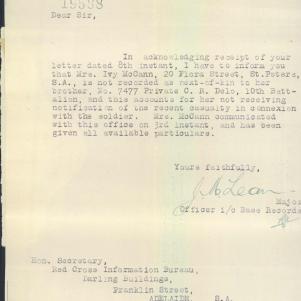 19598
Dear Sir,
In acknowledging receipt of your
letter dated 8th instant, I have to inform you
that Mrs. Ivy McCann, 20 Flora Street, St.Peters,
S.A., is not recorded as next-of-kin to her
brother, No. 7477 Private C. R. Delo, 10th Batt-
alion, and this accounts for her not receiving
notification of the recent casualty in connexion
with the soldier. Mrs. McCann communicated
with this office on 3rd instant, and has been
given all available particulars.
Yours faithfully,
J McLean
Major
Officer i/c Base Records
Hon. Secretary,
Red Cross Information Bureau,
Darling Buildings,
Franklin Street,
ADELAIDE. S.A.